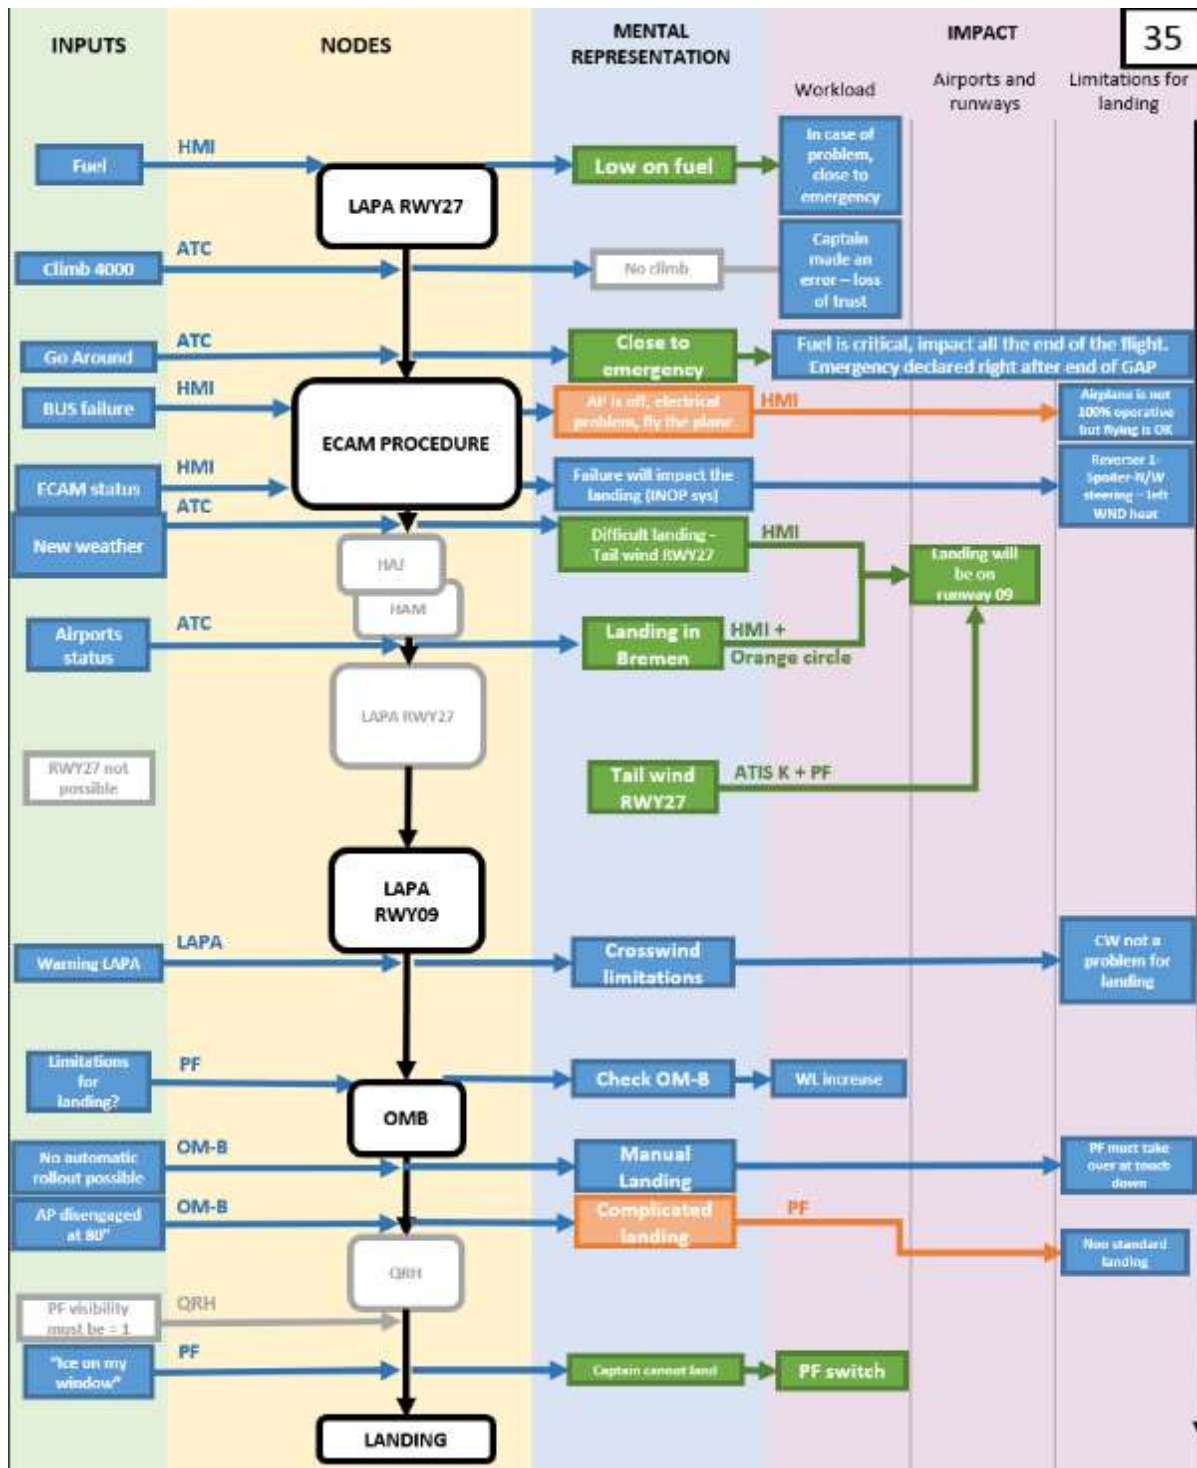 INPUTS
NODES
MENTAL
REPRESENTATION
IMPACT
35
Workload
Airports and
runways
Limitations for
landing
Fuel
HMI
LAPA RWY27
Low on fuel
In case of
problem,
close to
emergency
Climb 4000
ATC
No climb
Captain
made an
error – loss
of trust
Go Around
ATC
Close to
emergency
Fuel is critical, impact all the end of the flight.
Emergency declared right after end of GAP
BUS failure
HMI
ECAM PROCEDURE
AP is off, electrical
problem, fly the plane
HMI
Airplane is not
100% operative
but flying is OK
ECAM status
HMI
Failure will impact the
landing (INOP sys)
Reverser 1-
Spoiler-N/W
steering – left
WND heat
New weather
ATC
Difficult landing -
Tail wind RWY27
HMI
Landing will
be on
runway 09
HAJ
HAM
Airports
status
ATC
Landing in
Bremen
HMI +
Orange circle
LAPA RWY27
RWY27 not
possible
Tail wind
RWY27
ATIS K + PF
LAPA
RWY09
Warning LAPA
LAPA
Crosswind
limitations
CW not a
problem for
landing
Limitations
for
landing?
PF
OMB
Check OM-B
WL increase
No automatic
rollout possible
OM-B
Manual
Landing
PF must take
over at touch
down
AP disengaged
at 80"
OM-B
Complicated
landing
PF
Non standard
landing
QRH
PF visibility
must be = 1
QRH
"Ice on my
window"
PF
Captain cannot land
PF switch
LANDING